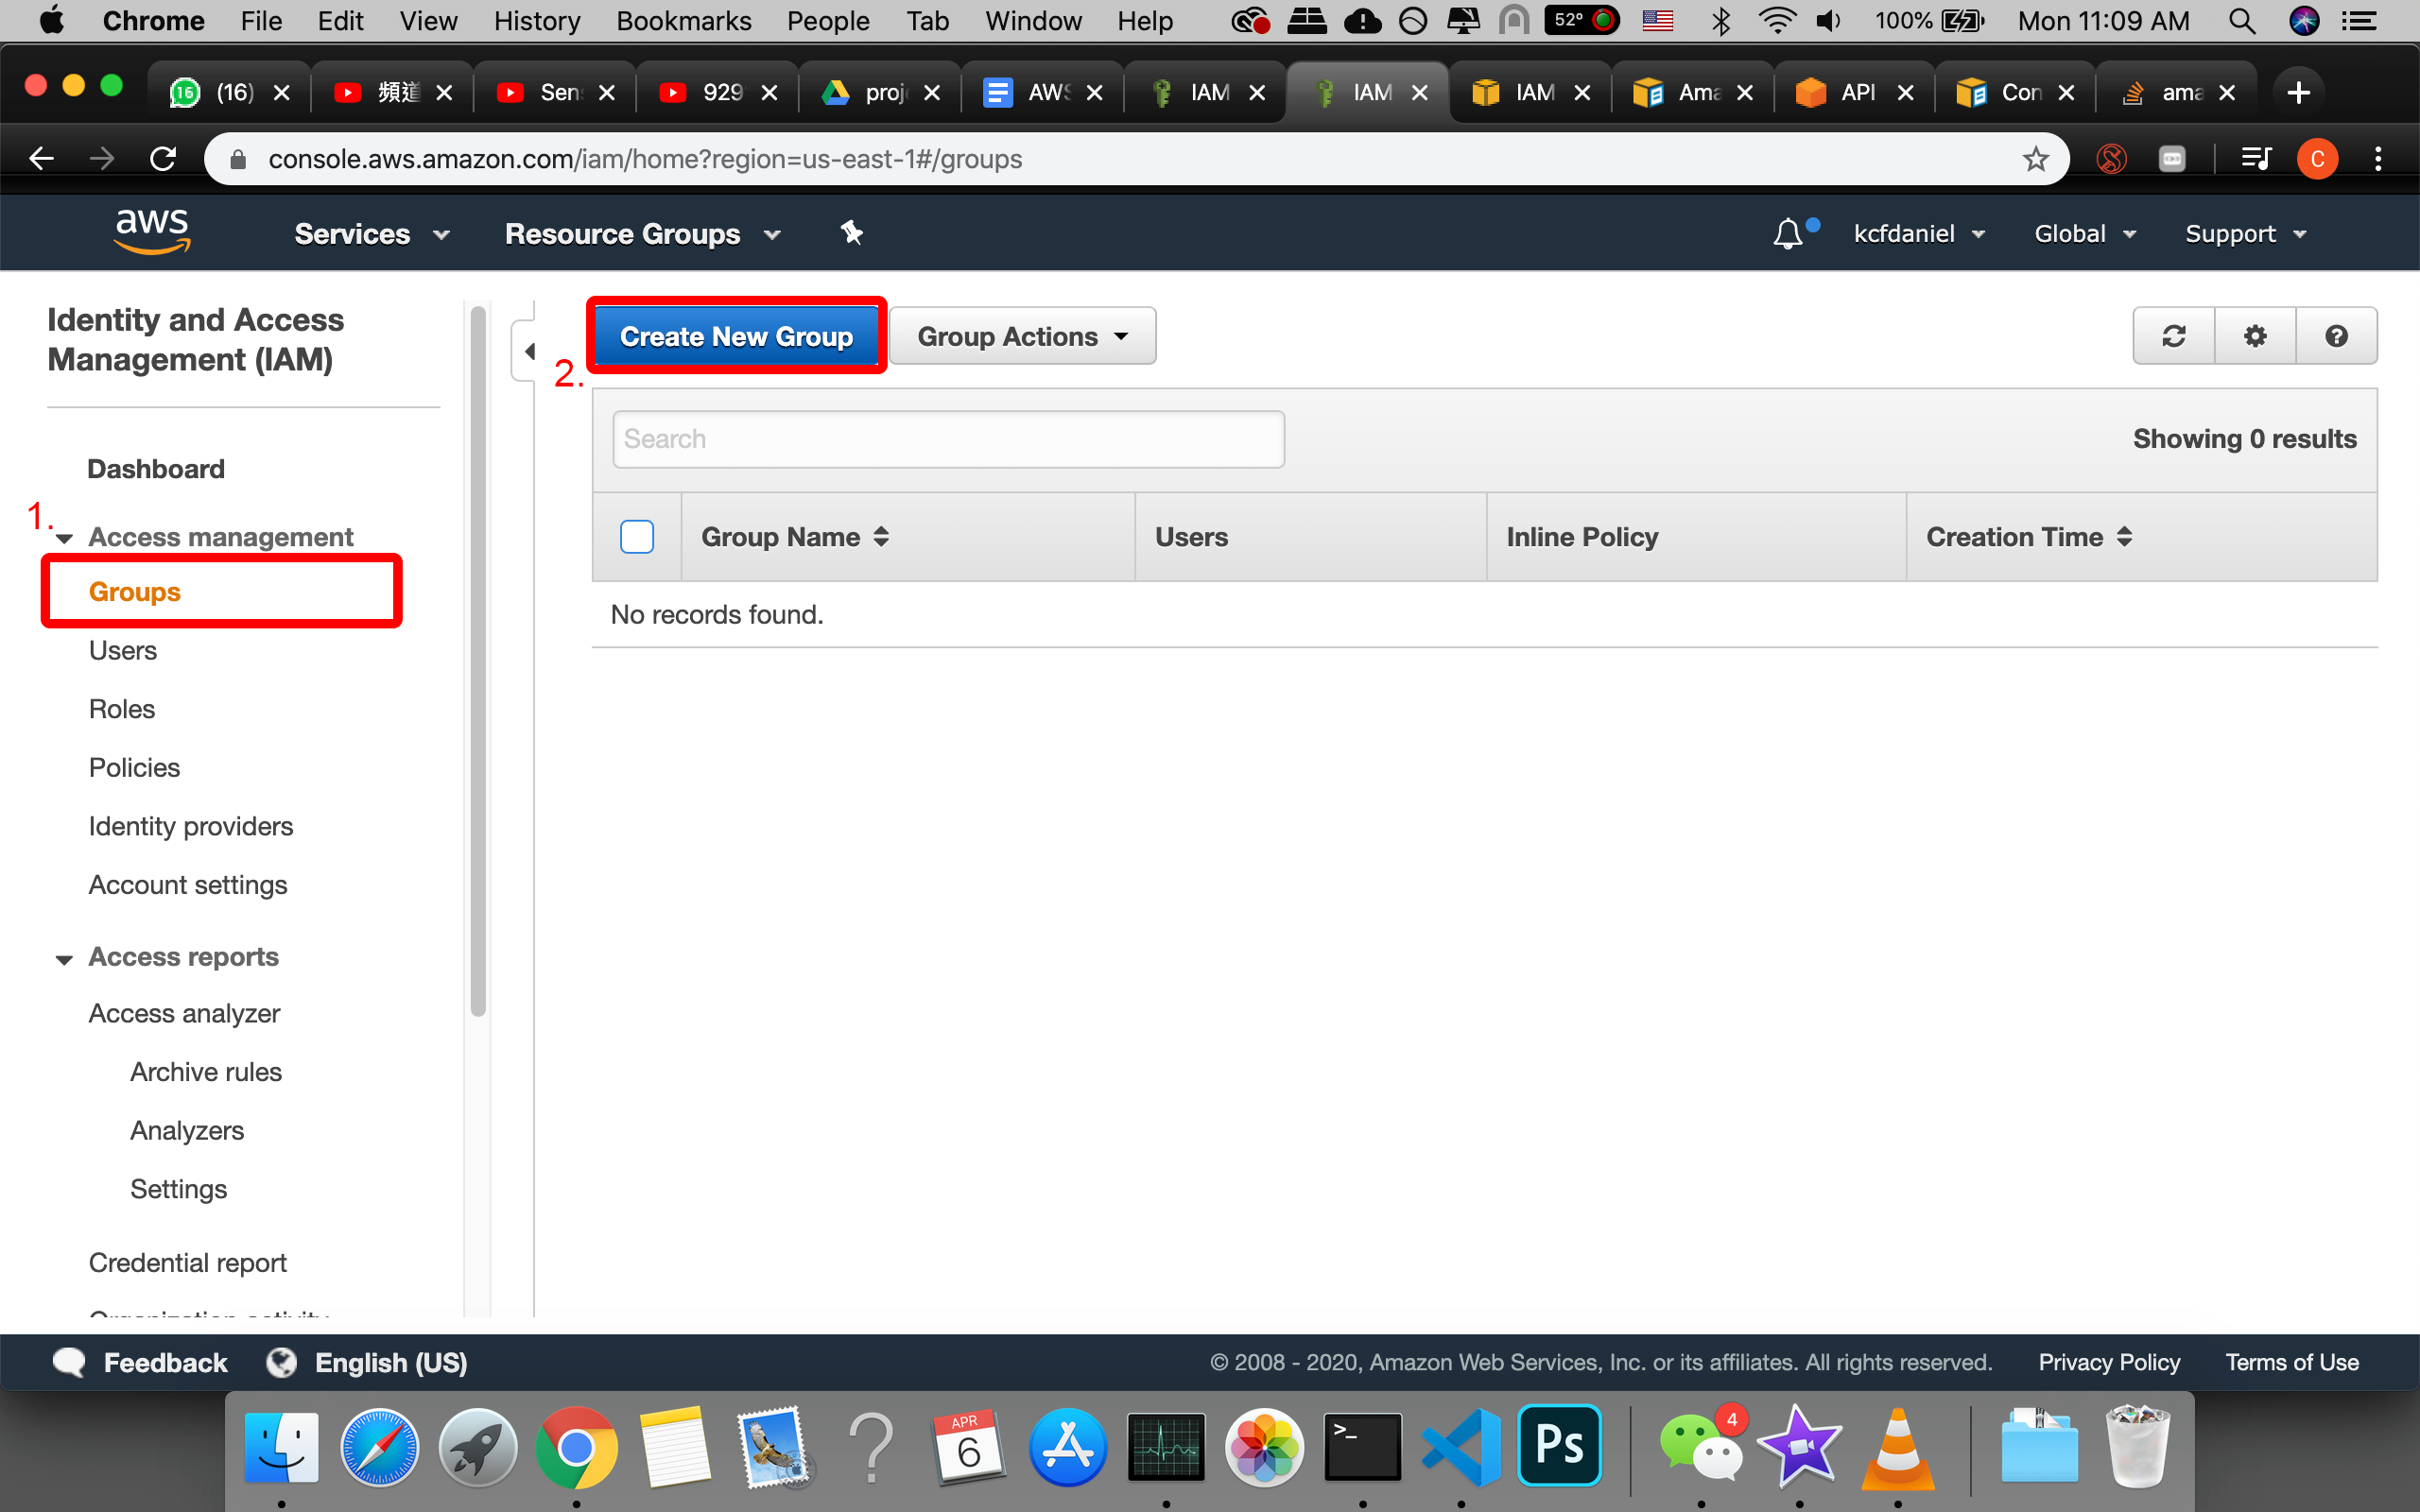 Chrome File Edit View History Bookmarks People Tab Window Help 52° 100% Mon 11:09 AM
16 (16) 頻道 Sen 929 proj AWS IAM IAM IAM Ama API Con ama
console.aws.amazon.com/iam/home?region=us-east-1#/groups C
aws Services Resource Groups kcfdaniel Global Support
Identity and Access
Management (IAM)
Create New Group Group Actions
2.
Search Showing 0 results
Dashboard
1.
Access management Group Name Users Inline Policy Creation Time
Groups
No records found.
Users
Roles
Policies
Identity providers
Account settings
Access reports
Access analyzer
Archive rules
Analyzers
Settings
Credential report
Organization activity
Feedback English (US) © 2008 - 2020, Amazon Web Services, Inc. or its affiliates. All rights reserved. Privacy Policy Terms of Use
APR
6
>_
Ps
4